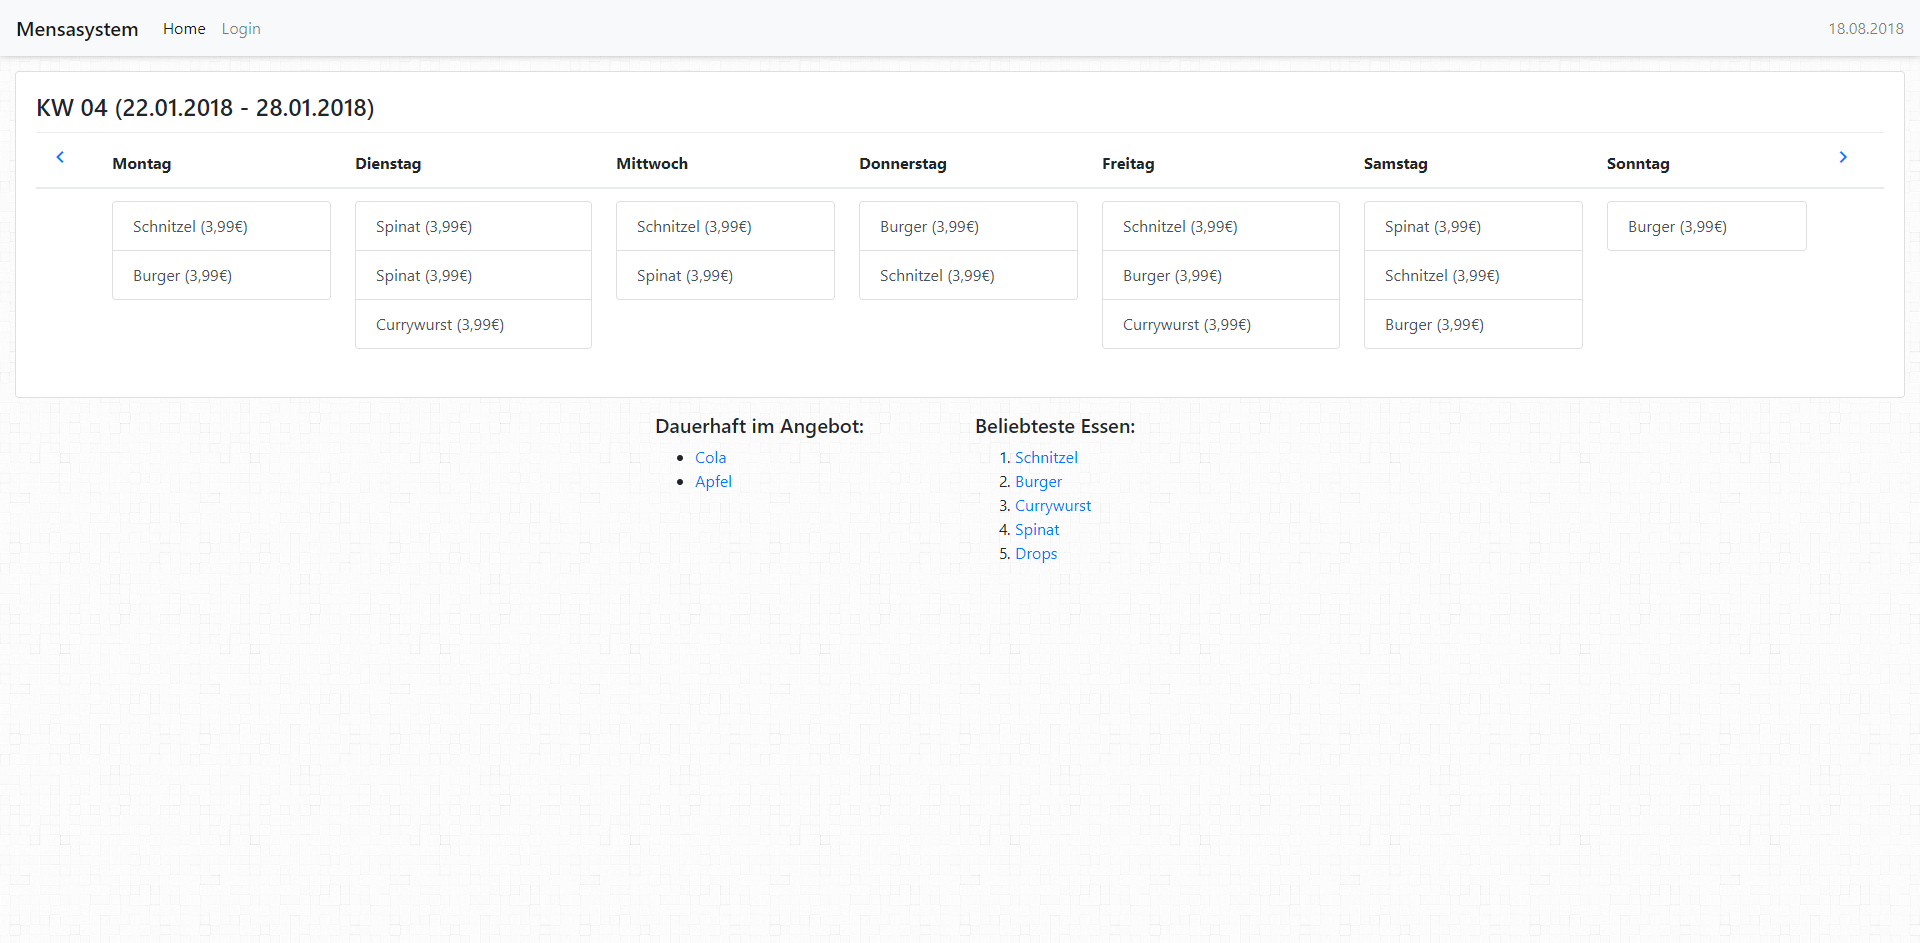 Mensasystem Home Login 18.08.2018
KW 04 (22.01.2018 - 28.01.2018)
Montag Dienstag Mittwoch Donnerstag Freitag Samstag Sonntag
Schnitzel (3,99€) Spinat (3,99€) Schnitzel (3,99€) Burger (3,99€) Schnitzel (3,99€) Spinat (3,99€) Burger (3,99€)
Burger (3,99€) Spinat (3,99€) Spinat (3,99€) Schnitzel (3,99€) Burger (3,99€) Schnitzel (3,99€)
Currywurst (3,99€) Currywurst (3,99€) Burger (3,99€)
Dauerhaft im Angebot:
• Cola
• Apfel
Beliebteste Essen:
1. Schnitzel
2. Burger
3. Currywurst
4. Spinat
5. Drops